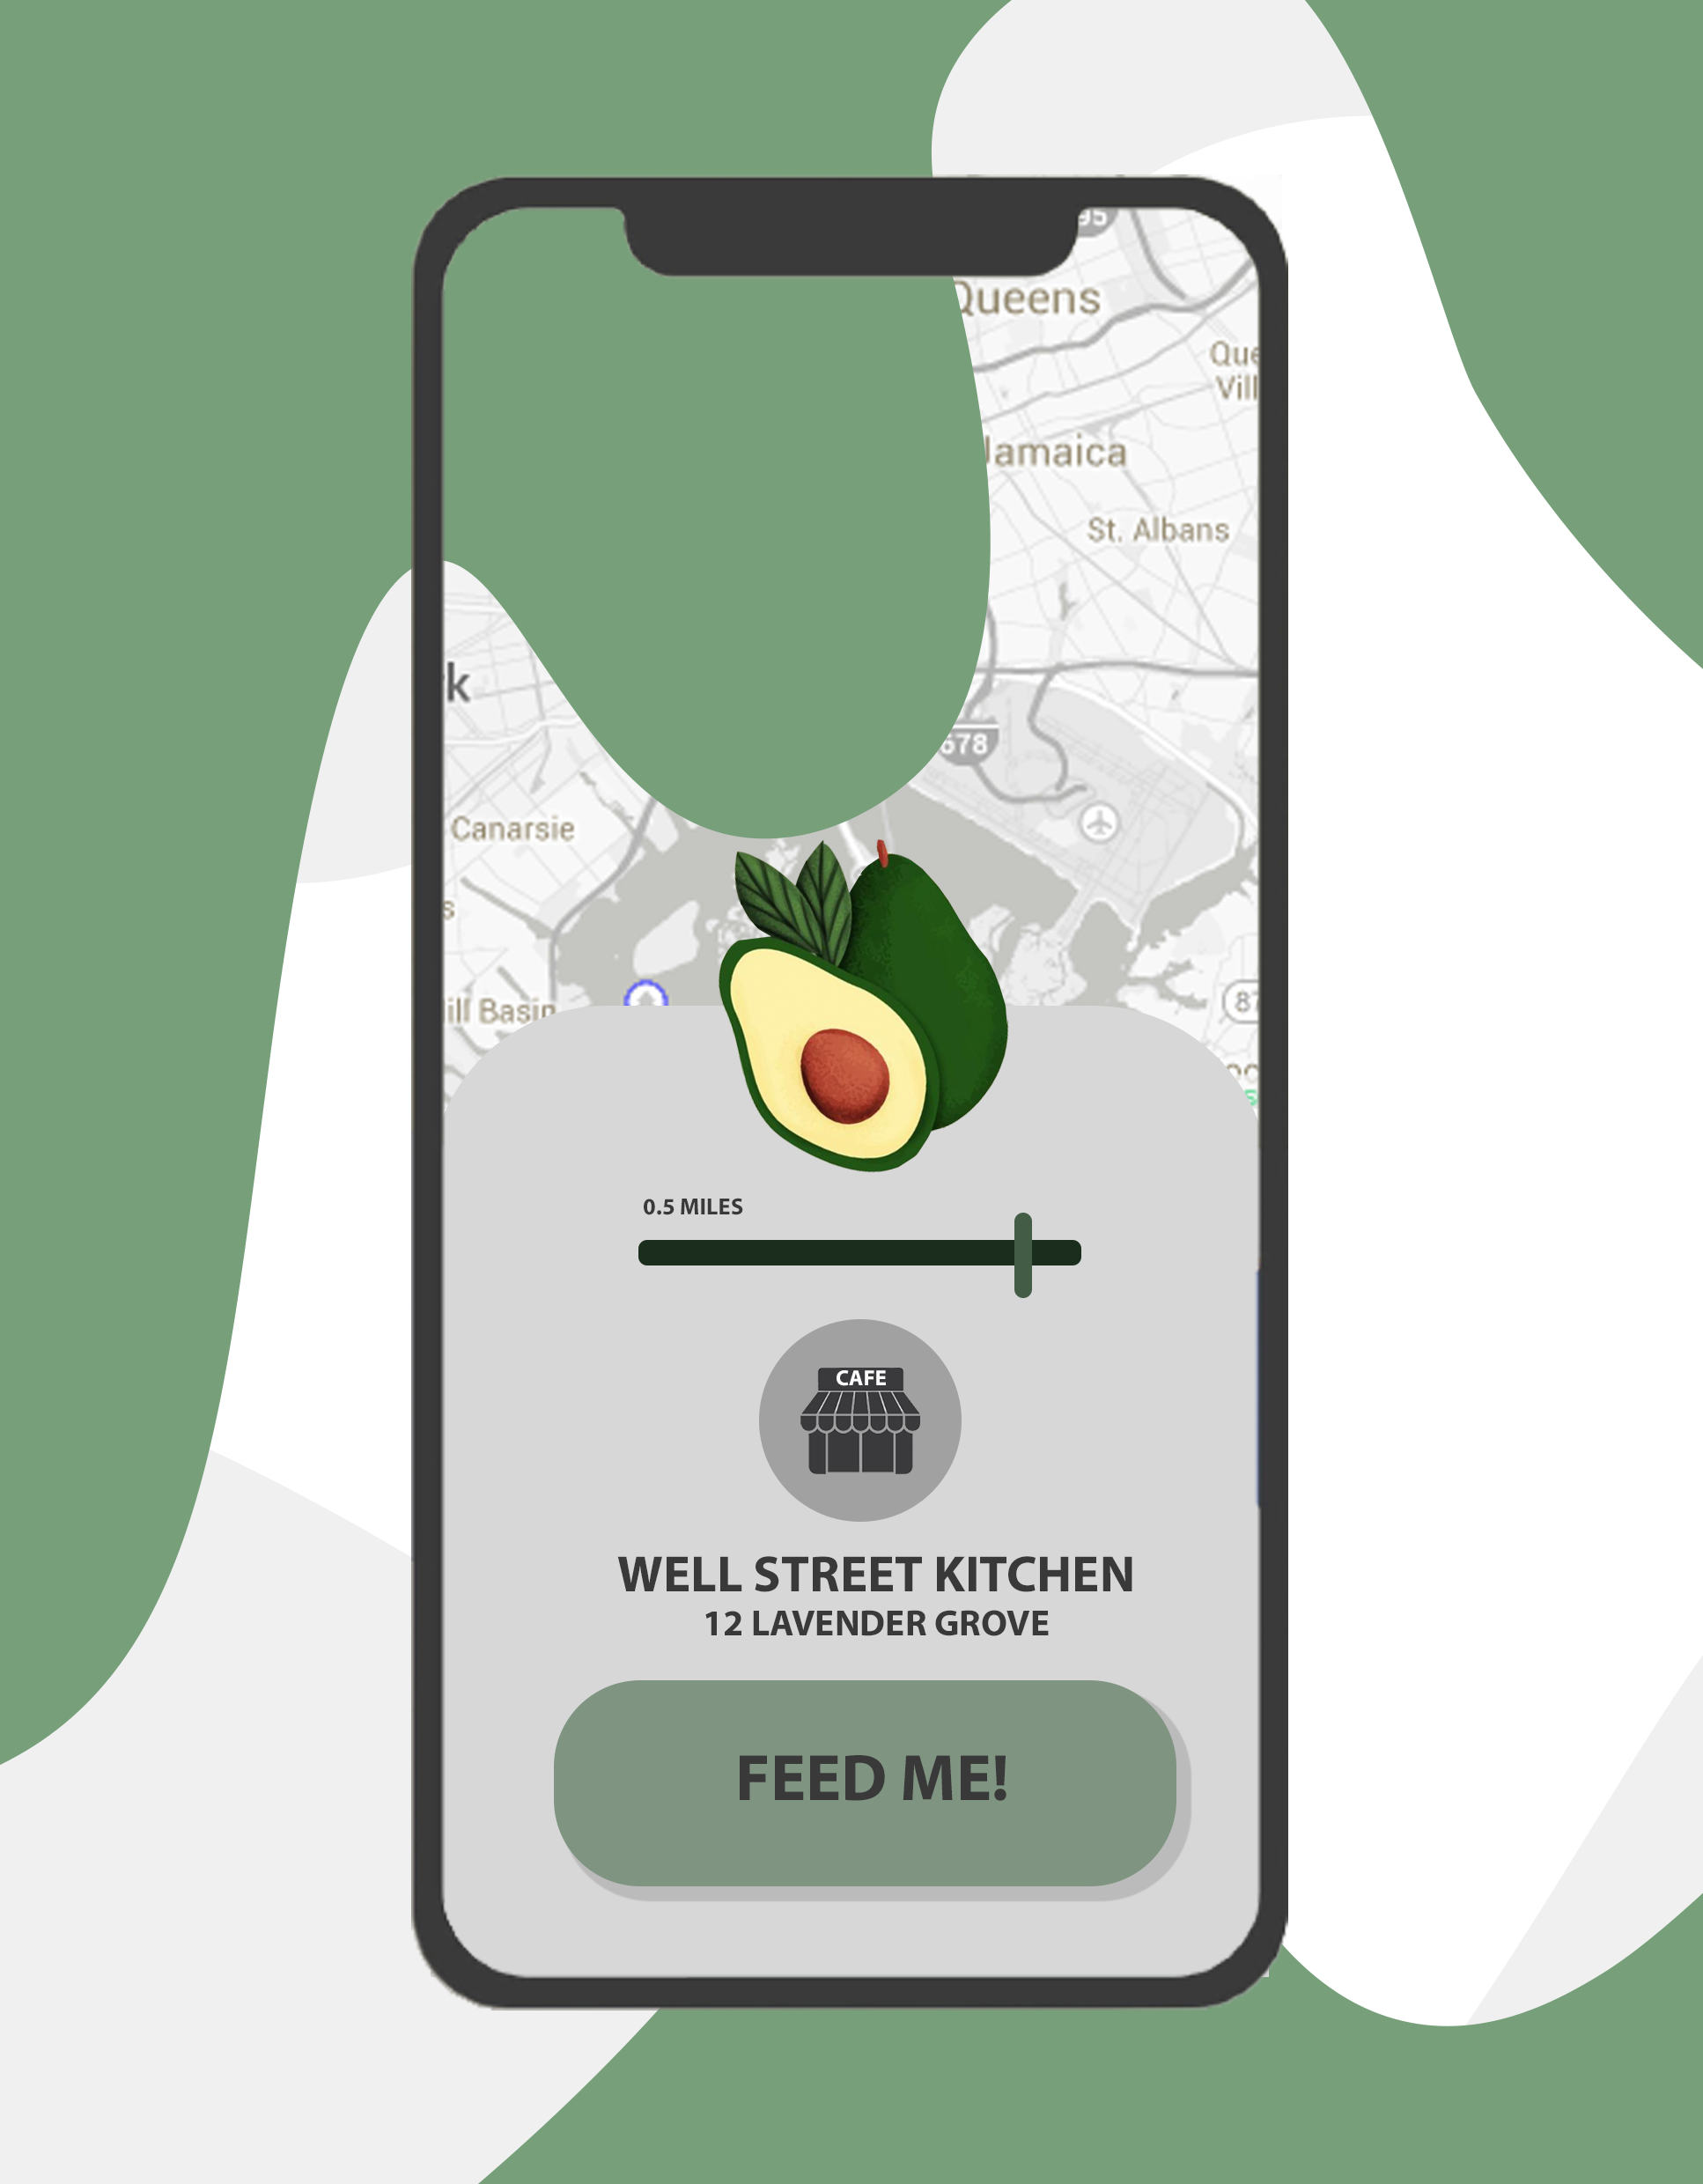 95
Queens
Que
Vill
Jamaica
St. Albans
k
678
Canarsie
s
ill Basin
87
0.5 MILES
CAFE
WELL STREET KITCHEN
12 LAVENDER GROVE
FEED ME!